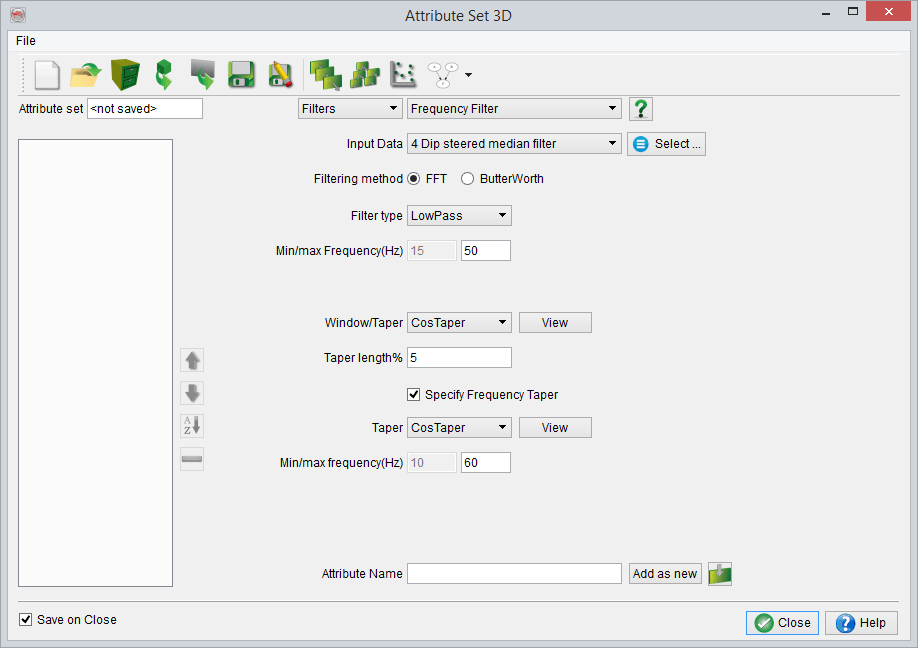 Attribute Set 3D
File
Attribute set <not saved> Filters Frequency Filter ?
Input Data 4 Dip steered median filter Select ...
Filtering method FFT ButterWorth
Filter type LowPass
Min/max Frequency(Hz) 15 50
Window/Taper CosTaper View
Taper length% 5
Specify Frequency Taper
A
Z
Taper CosTaper View
Min/max frequency(Hz) 10 60
Attribute Name Add as new
Save on Close
Close ? Help